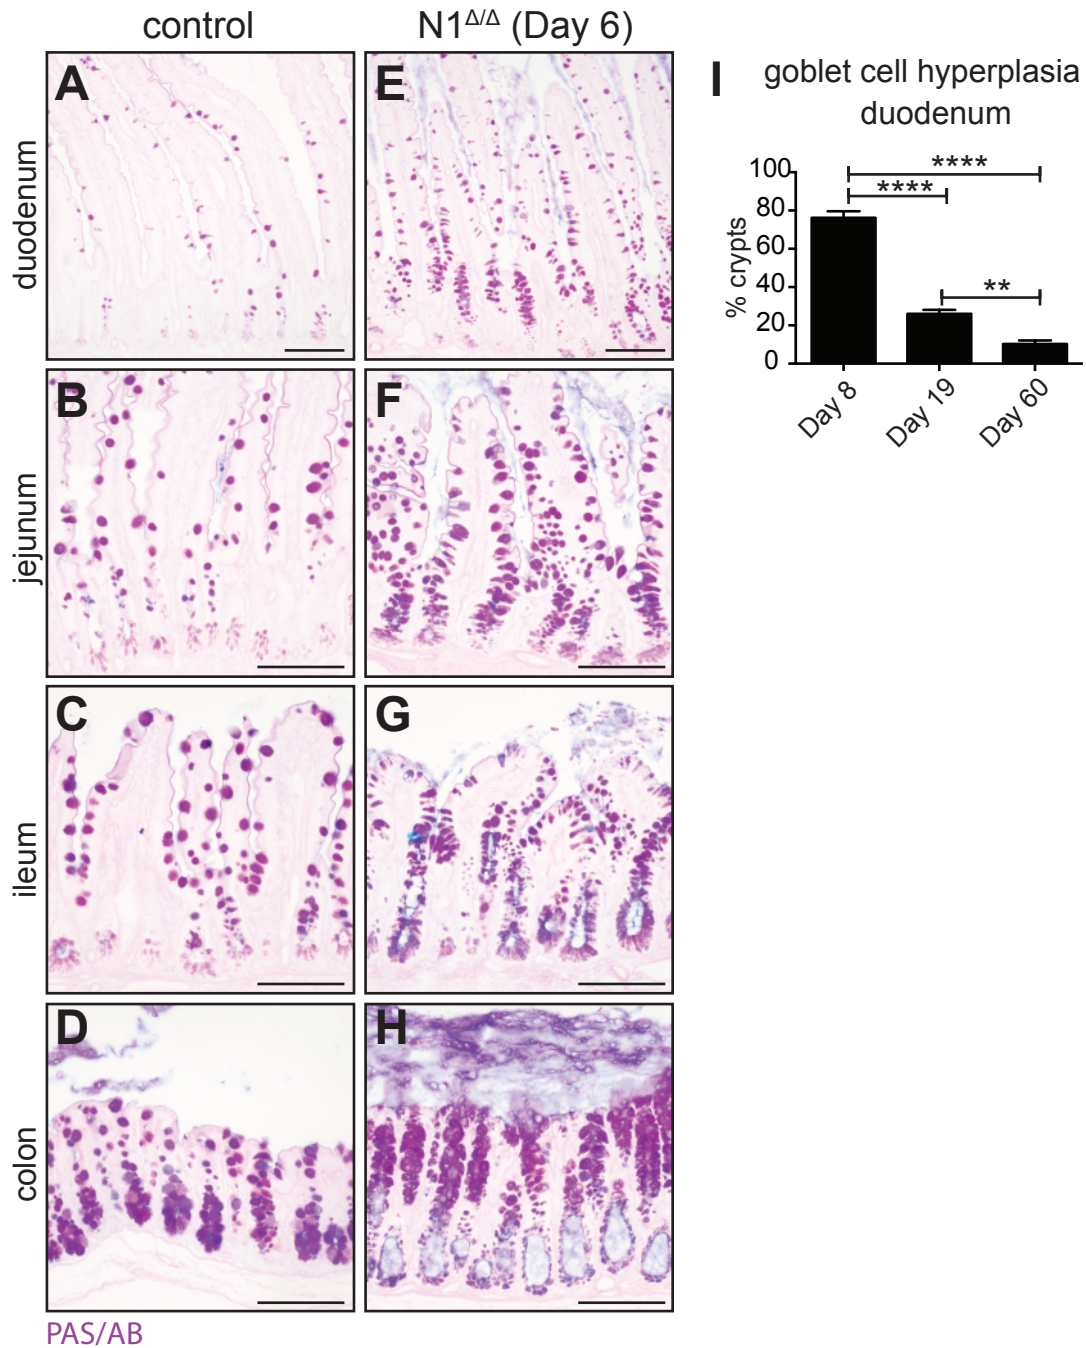 control
N1Δ/Δ (Day 6)
A
E
I
goblet cell hyperplasia
duodenum
duodenum
B
F
jejunum
C
G
ileum
D
H
colon
PAS/AB
% crypts
100
80
60
40
20
0
****
****
**
Day 8
Day 19
Day 60